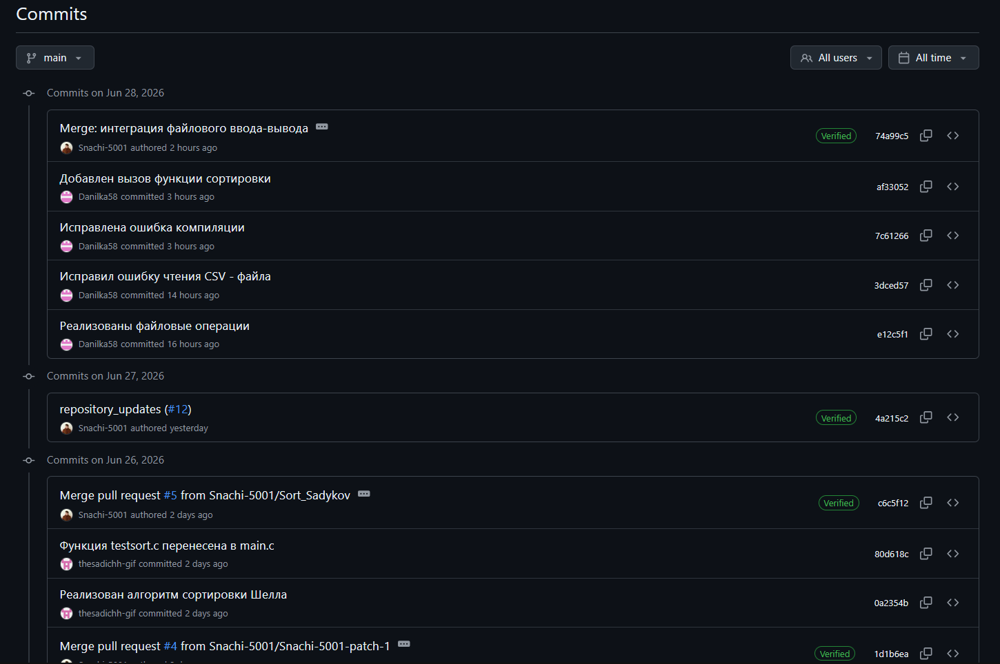 Commits
main
All users
All time
Commits on Jun 28, 2026
Merge: интеграция файлового ввода-вывода
Verified
74a99c5
Snachi-5001 authored 2 hours ago
Добавлен вызов функции сортировки
af33052
Danilka58 committed 3 hours ago
Исправлена ошибка компиляции
7c61266
Danilka58 committed 3 hours ago
Исправил ошибку чтения CSV - файла
3dced57
Danilka58 committed 14 hours ago
Реализованы файловые операции
e12c5f1
Danilka58 committed 16 hours ago
Commits on Jun 27, 2026
repository_updates (#12)
Verified
4a215c2
Snachi-5001 authored yesterday
Commits on Jun 26, 2026
Merge pull request #5 from Snachi-5001/Sort_Sadykov
Verified
c6c5f12
Snachi-5001 authored 2 days ago
Функция testsort.c перенесена в main.c
80d618c
thesadichh-gif committed 2 days ago
Реализован алгоритм сортировки Шелла
0a2354b
thesadichh-gif committed 2 days ago
Merge pull request #4 from Snachi-5001/Snachi-5001-patch-1
Verified
1d1b6ea